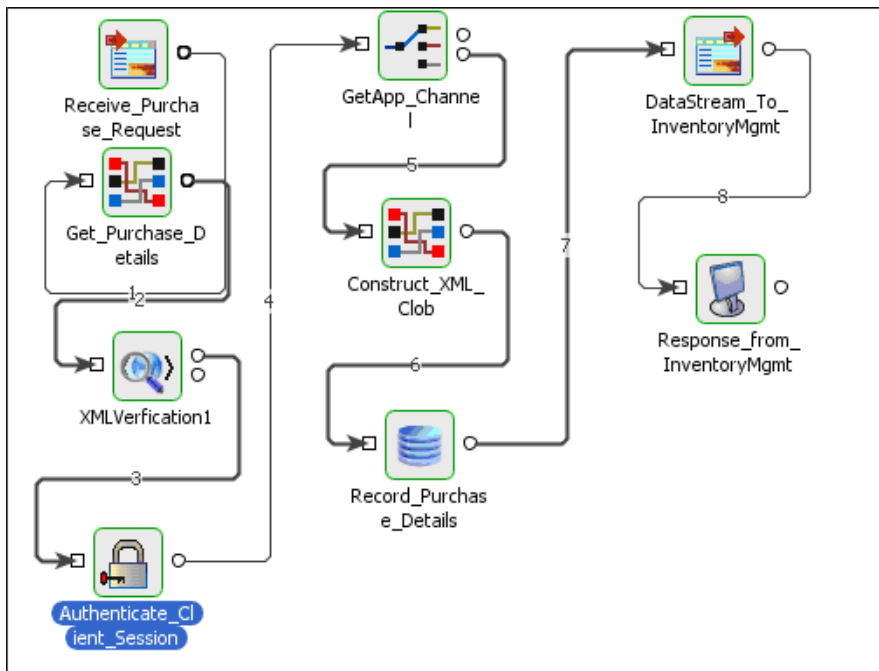 Receive_Purcha
se_Request
Get_Purchase_D
etails
1
2
XMLVerfication1
3
Authenticate_Cl
ient_Session
4
GetApp_Channe
l
5
Construct_XML_
Clob
6
Record_Purchas
e_Details
7
DataStream_To_
InventoryMgmt
8
Response_from_
InventoryMgmt